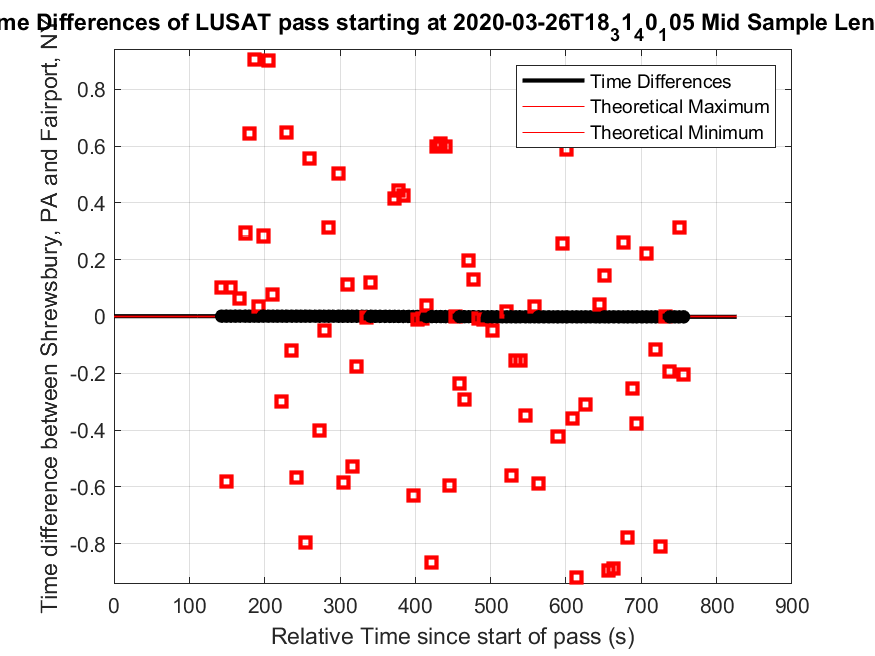 me Differences of LUSAT pass starting at 2020-03-26T18₃1₄0₁05 Mid Sample Len
Time difference between Shrewsbury, PA and Fairport, NY
0.8
0.6
0.4
0.2
0
-0.2
-0.4
-0.6
-0.8
Time Differences
Theoretical Maximum
Theoretical Minimum
0 100 200 300 400 500 600 700 800 900
Relative Time since start of pass (s)